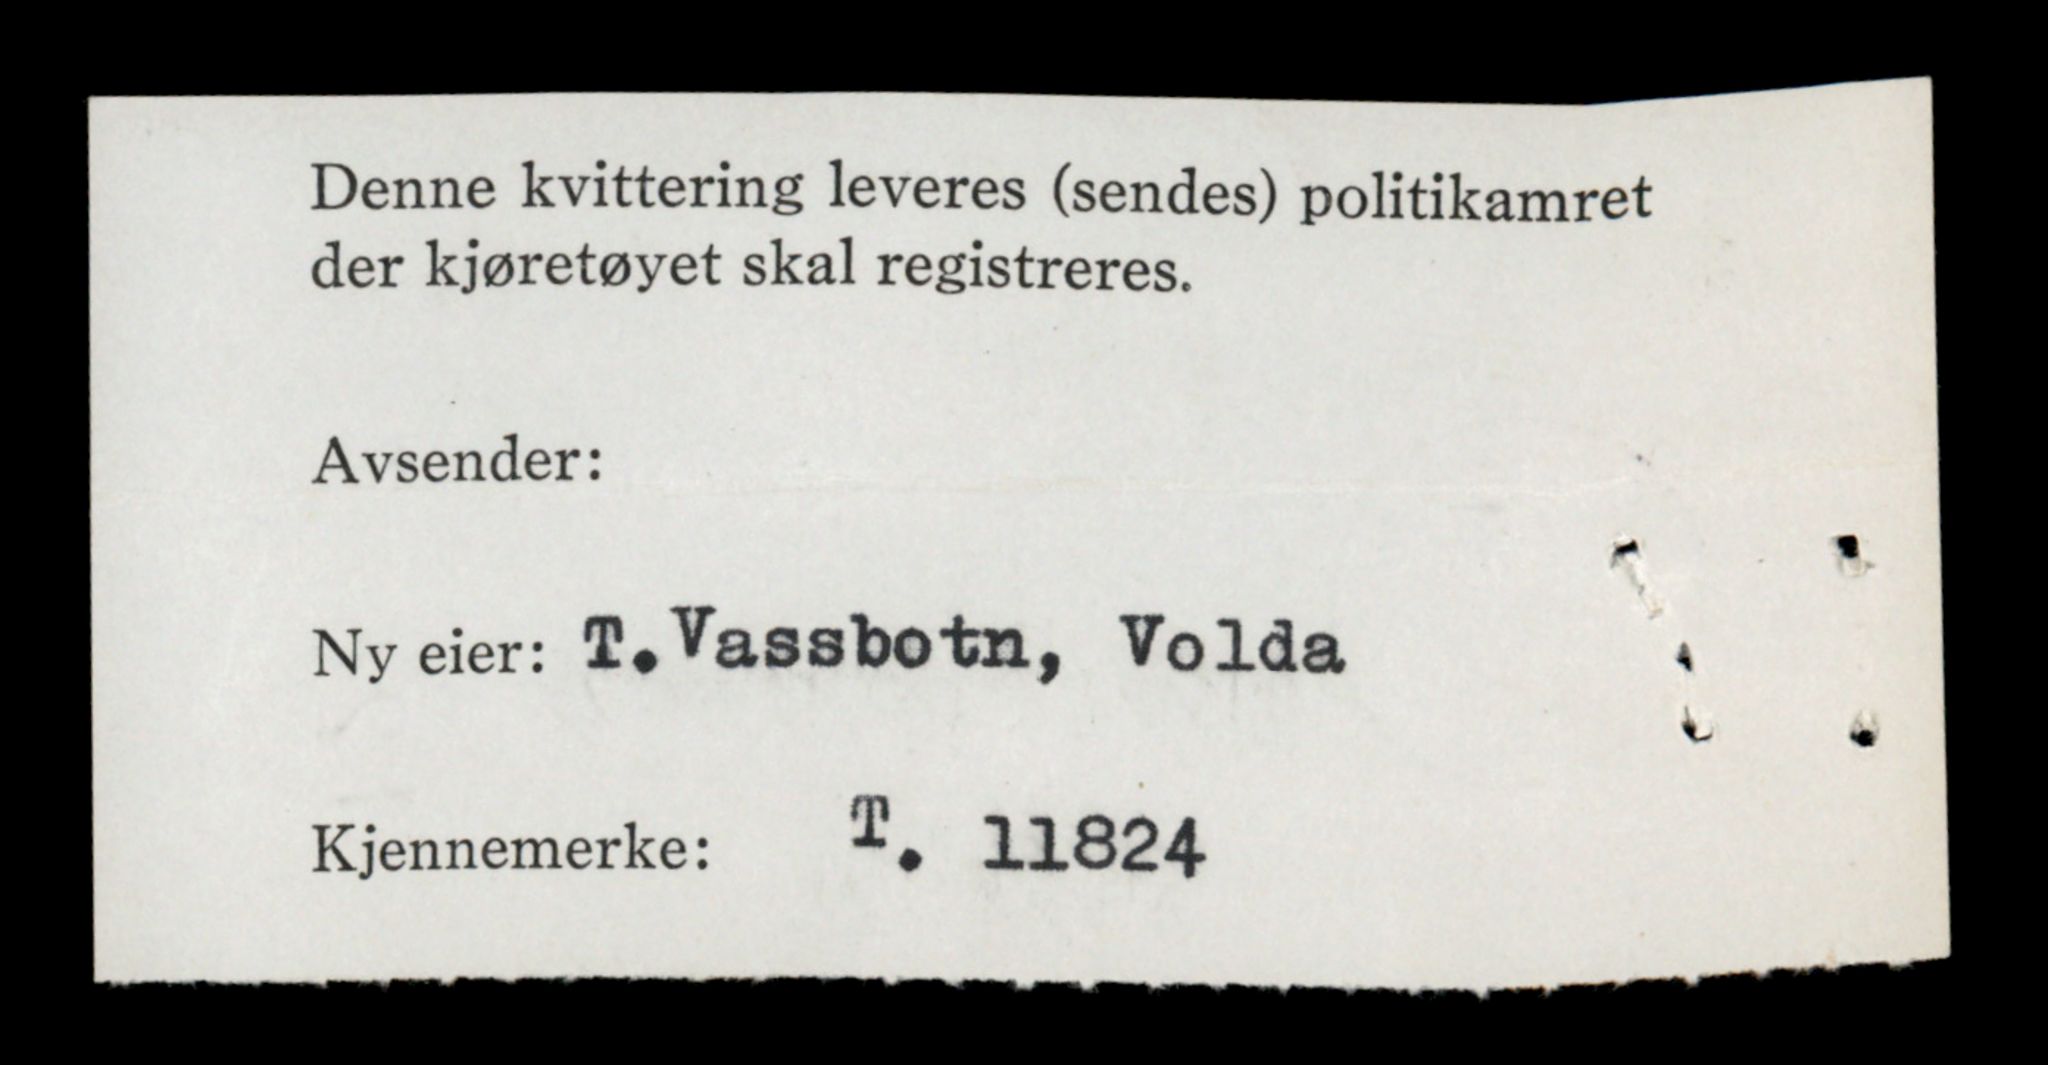 Denne kvittering leveres (sendes) politikamret
der kjøretøyet skal registreres.
Avsender:
Ny eier: T.Vassbotn, Volda
Kjennemerke: T. 11824